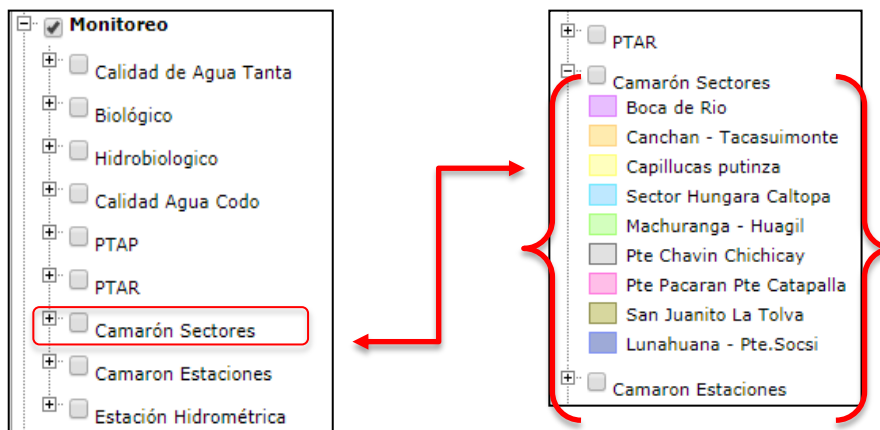 Monitoreo
Calidad de Agua Tanta
Biológico
Hidrobiologico
Calidad Agua Codo
PTAP
PTAR
Camarón Sectores
Camaron Estaciones
Estación Hidrométrica
PTAR
Camarón Sectores
Boca de Rio
Canchan - Tacasuimonte
Capillucas putinza
Sector Hungara Caltopa
Machuranga - Huagil
Pte Chavin Chichicay
Pte Pacaran Pte Catapalla
San Juanito La Tolva
Lunahuana - Pte.Socsi
Camaron Estaciones